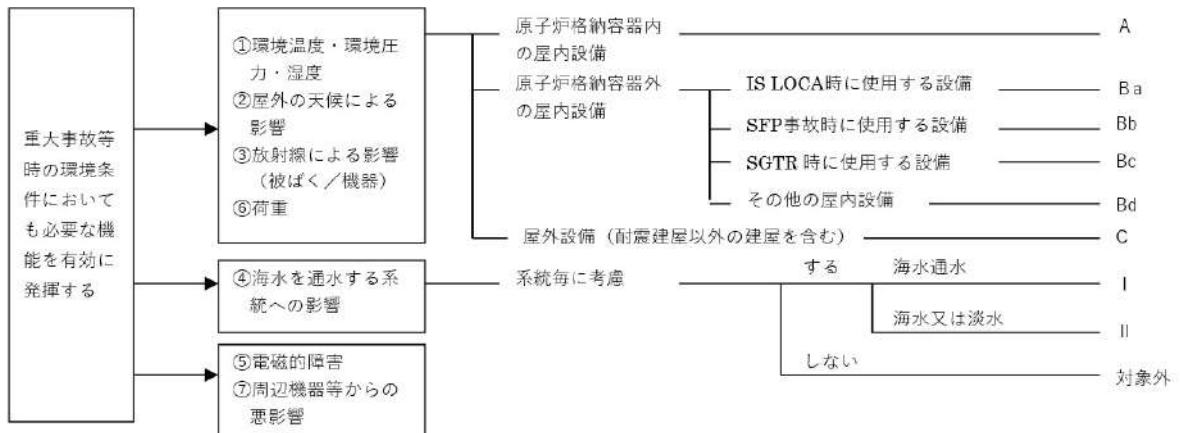 重大事故等
時の環境条
件において
も必要な機
能を有効に
発揮する
①環境温度・環境圧
力・湿度
②屋外の天候による
影響
③放射線による影響
（被ばく／機器）
⑥荷重
原子炉格納容器内
の屋内設備
A
原子炉格納容器外
の屋内設備
IS LOCA時に使用する設備
Ba
SFP事故時に使用する設備
Bb
SGTR 時に使用する設備
Bc
その他の屋内設備
Bd
屋外設備（耐震建屋以外の建屋を含む）
C
④海水を通水する系
統への影響
系統毎に考慮
する
海水通水
Ⅰ
海水又は淡水
Ⅱ
しない
対象外
⑤電磁的障害
⑦周辺機器等からの
悪影響